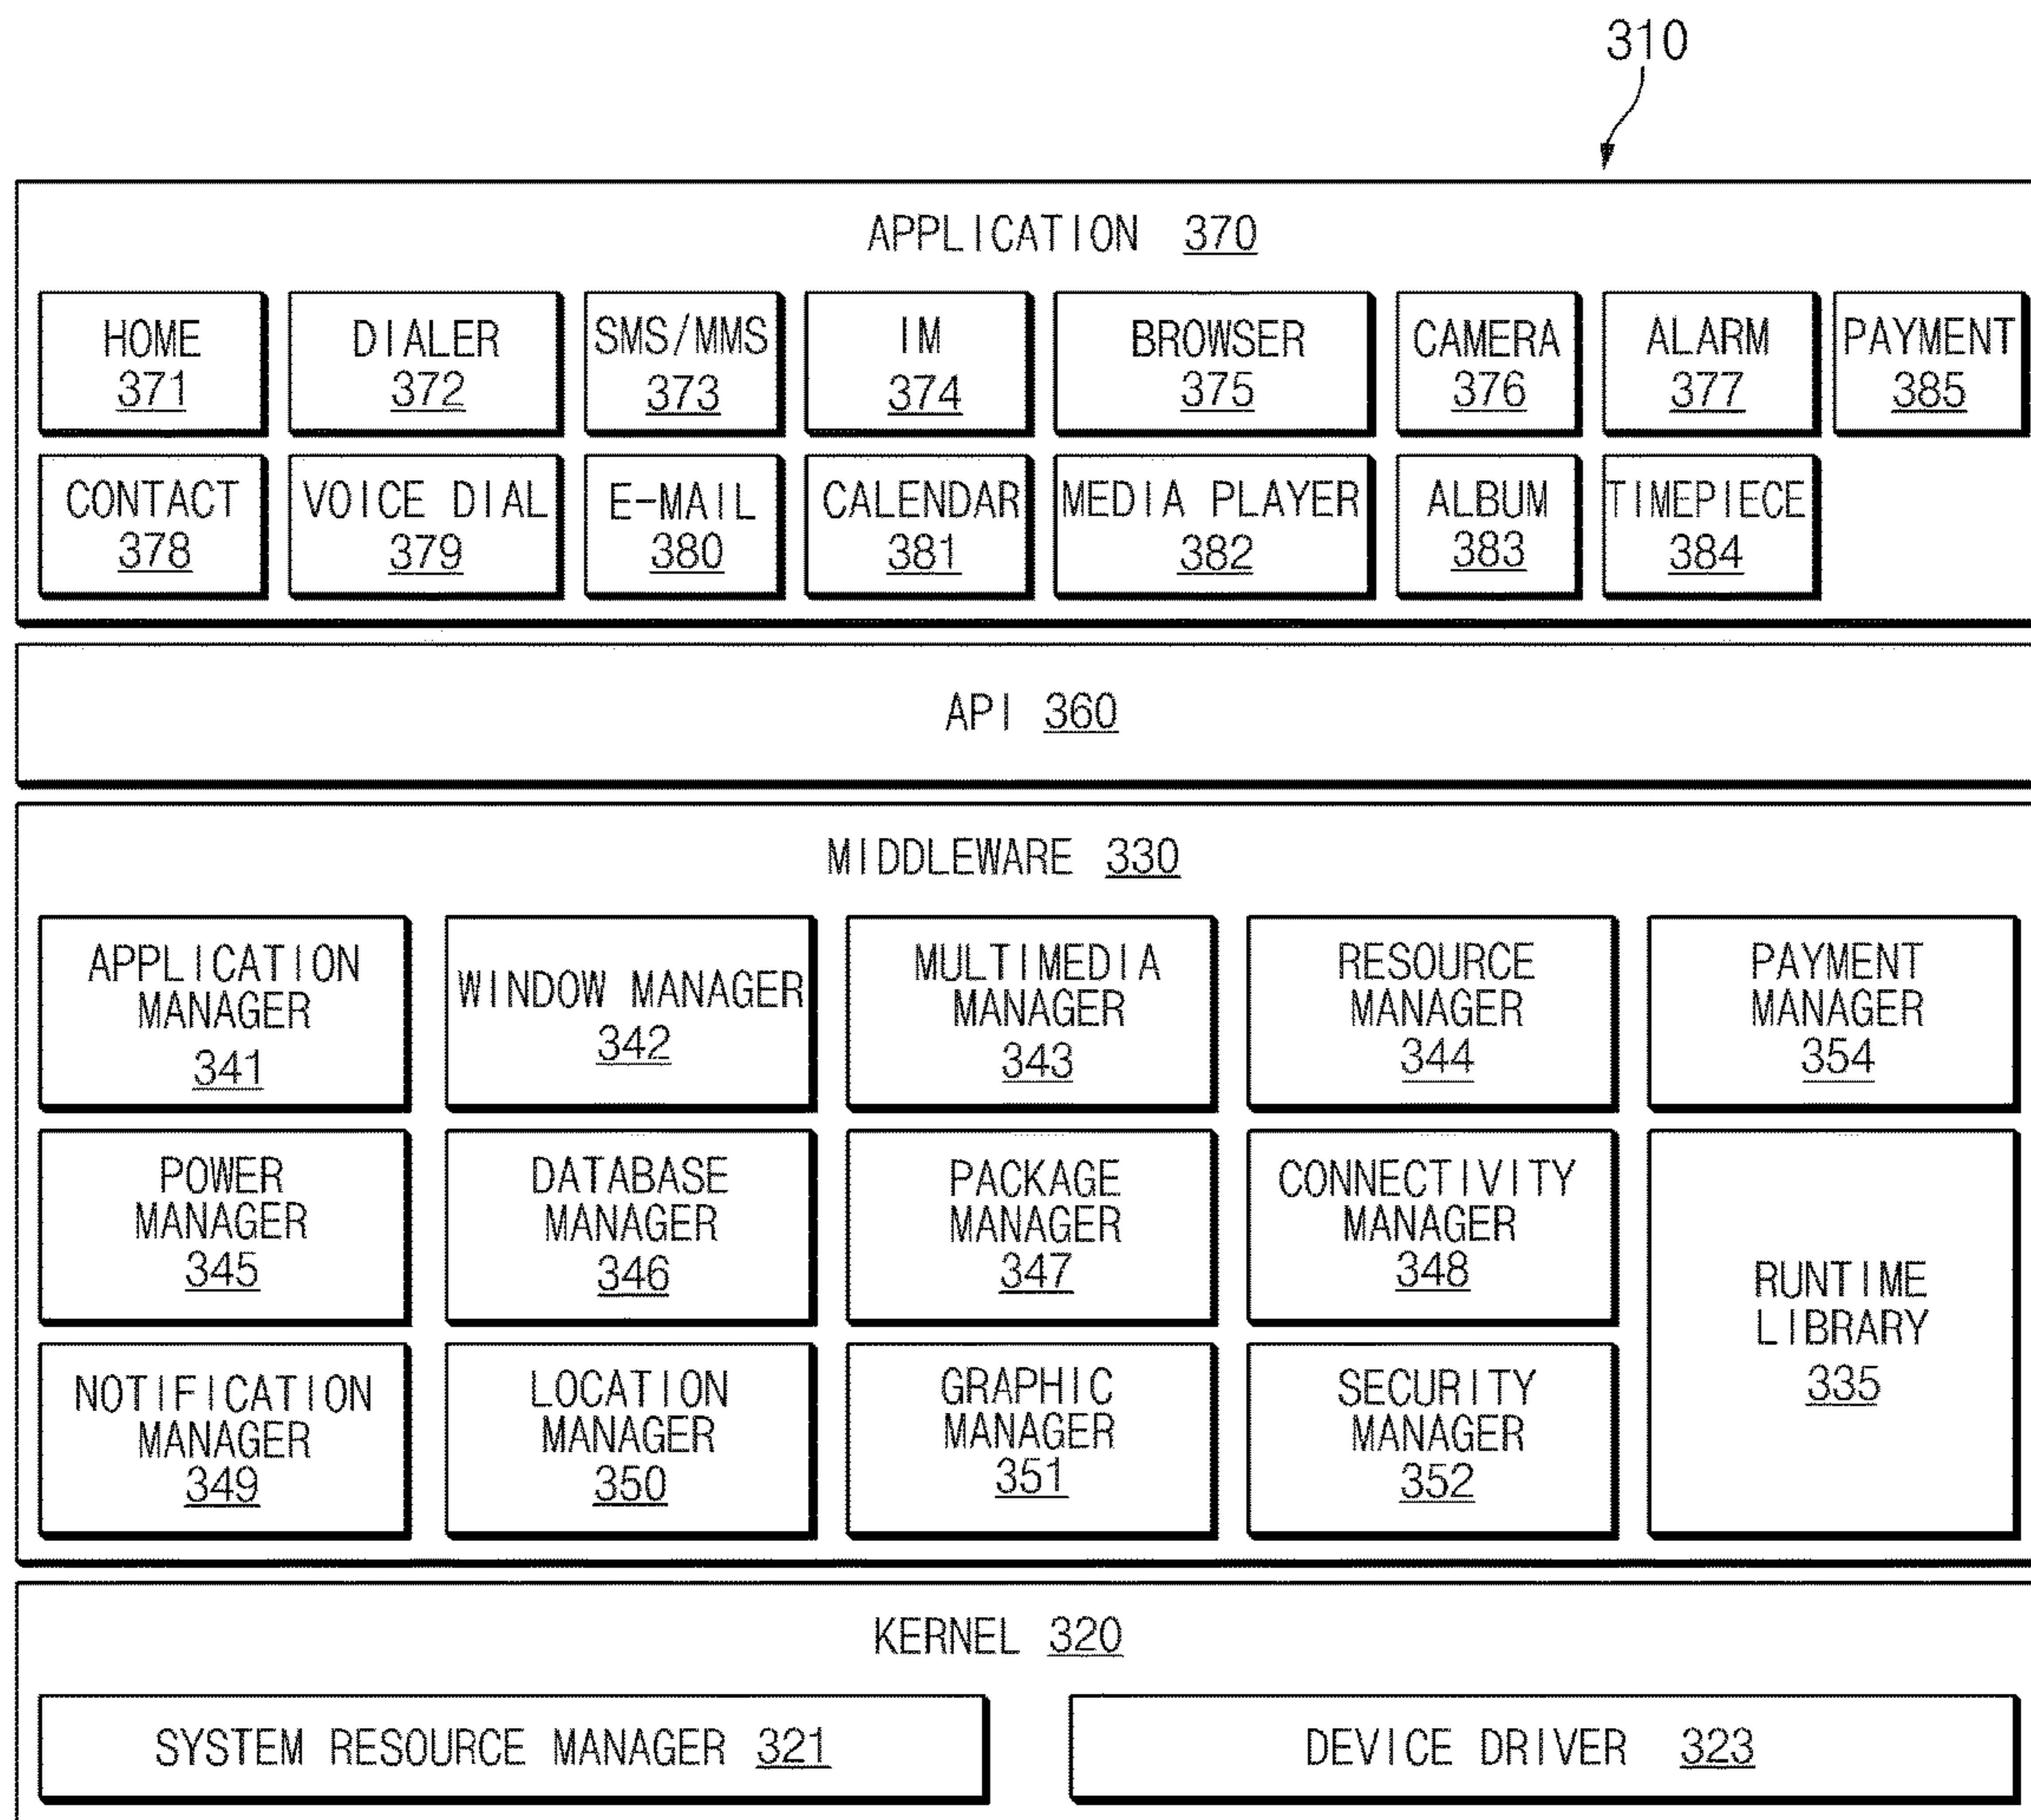 310
APPLICATION 370
HOME
371
DIALER
372
SMS/MMS
373
IM
374
BROWSER
375
CAMERA
376
ALARM
377
PAYMENT
385
CONTACT
378
VOICE DIAL
379
E-MAIL
380
CALENDAR
381
MEDIA PLAYER
382
ALBUM
383
TIMEPIECE
384
API 360
MIDDLEWARE 330
APPLICATION
MANAGER
341
WINDOW MANAGER
342
MULTIMEDIA
MANAGER
343
RESOURCE
MANAGER
344
PAYMENT
MANAGER
354
POWER
MANAGER
345
DATABASE
MANAGER
346
PACKAGE
MANAGER
347
CONNECTIVITY
MANAGER
348
RUNTIME
LIBRARY
335
NOTIFICATION
MANAGER
349
LOCATION
MANAGER
350
GRAPHIC
MANAGER
351
SECURITY
MANAGER
352
KERNEL 320
SYSTEM RESOURCE MANAGER 321
DEVICE DRIVER 323